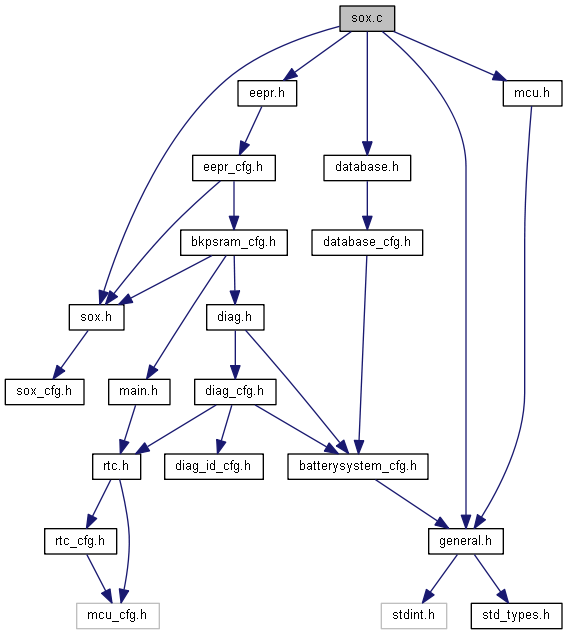 sox.c
eepr.h
mcu.h
eepr_cfg.h
database.h
bkpsram_cfg.h
database_cfg.h
sox.h
diag.h
sox_cfg.h
main.h
diag_cfg.h
rtc.h
diag_id_cfg.h
batterysystem_cfg.h
rtc_cfg.h
general.h
mcu_cfg.h
stdint.h
std_types.h